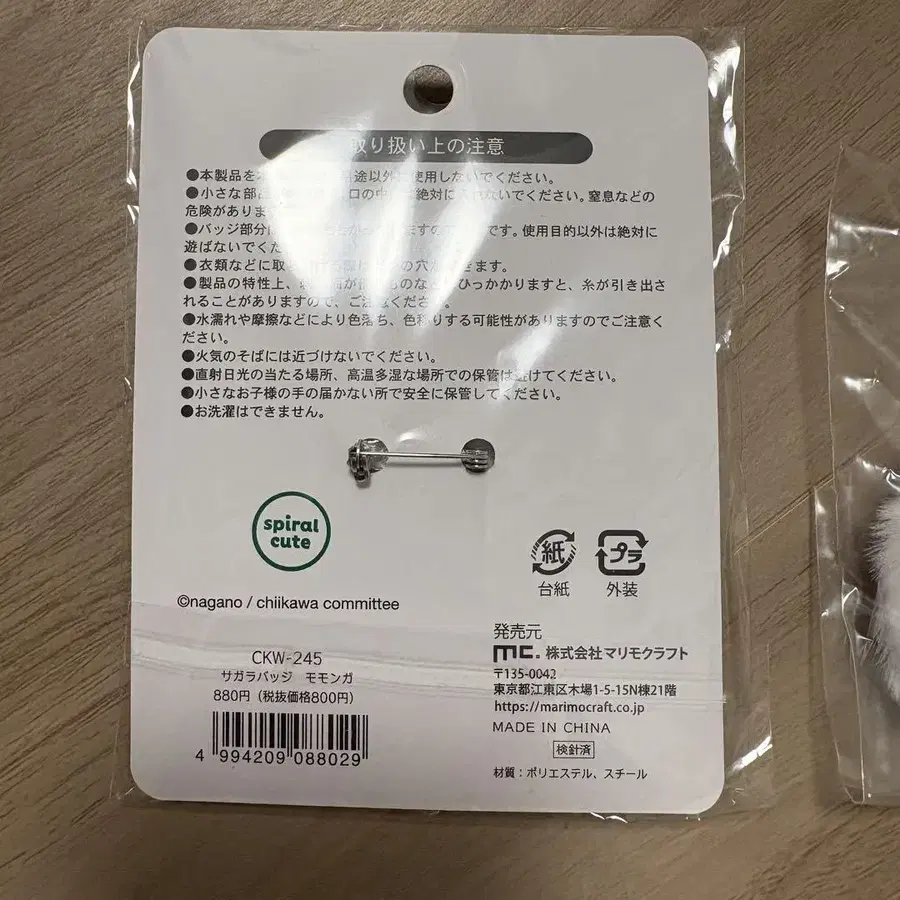 取り扱い上の注意
●本製品を本 途以外 使用しないでください。
●小さな部 口の中 絶対に れないでください。窒息などの
危険がありま
●バッジ部分 ますの です。使用目的以外は絶対に
遊ばないでくだ
●衣類などに取 の穴 きます。
●製品の特性上、 面が ものなど ひっかかりますと、糸が引き出さ
れることがありますので、ご注意ください。
●水濡れや摩擦などにより色落ち、色移りする可能性がありますのでご注意く
ださい。
●火気のそばには近づけないでください。
●直射日光の当たる場所、高温多湿な場所での保管は避けてください。
●小さなお子様の手の届かない所で安全に保管してください。
●お洗濯はできません。
spiral
cute
紙
台紙
プラ
外装
©nagano / chiikawa committee
CKW-245
サガラバッジ モモンガ
880円（税抜価格800円）
4 994209 088029
発売元
mc. 株式会社マリモクラフト
〒135-0042
東京都江東区木場1-5-15N棟21階
https://marimocraft.co.jp
MADE IN CHINA
検針済
材質：ポリエステル、スチール